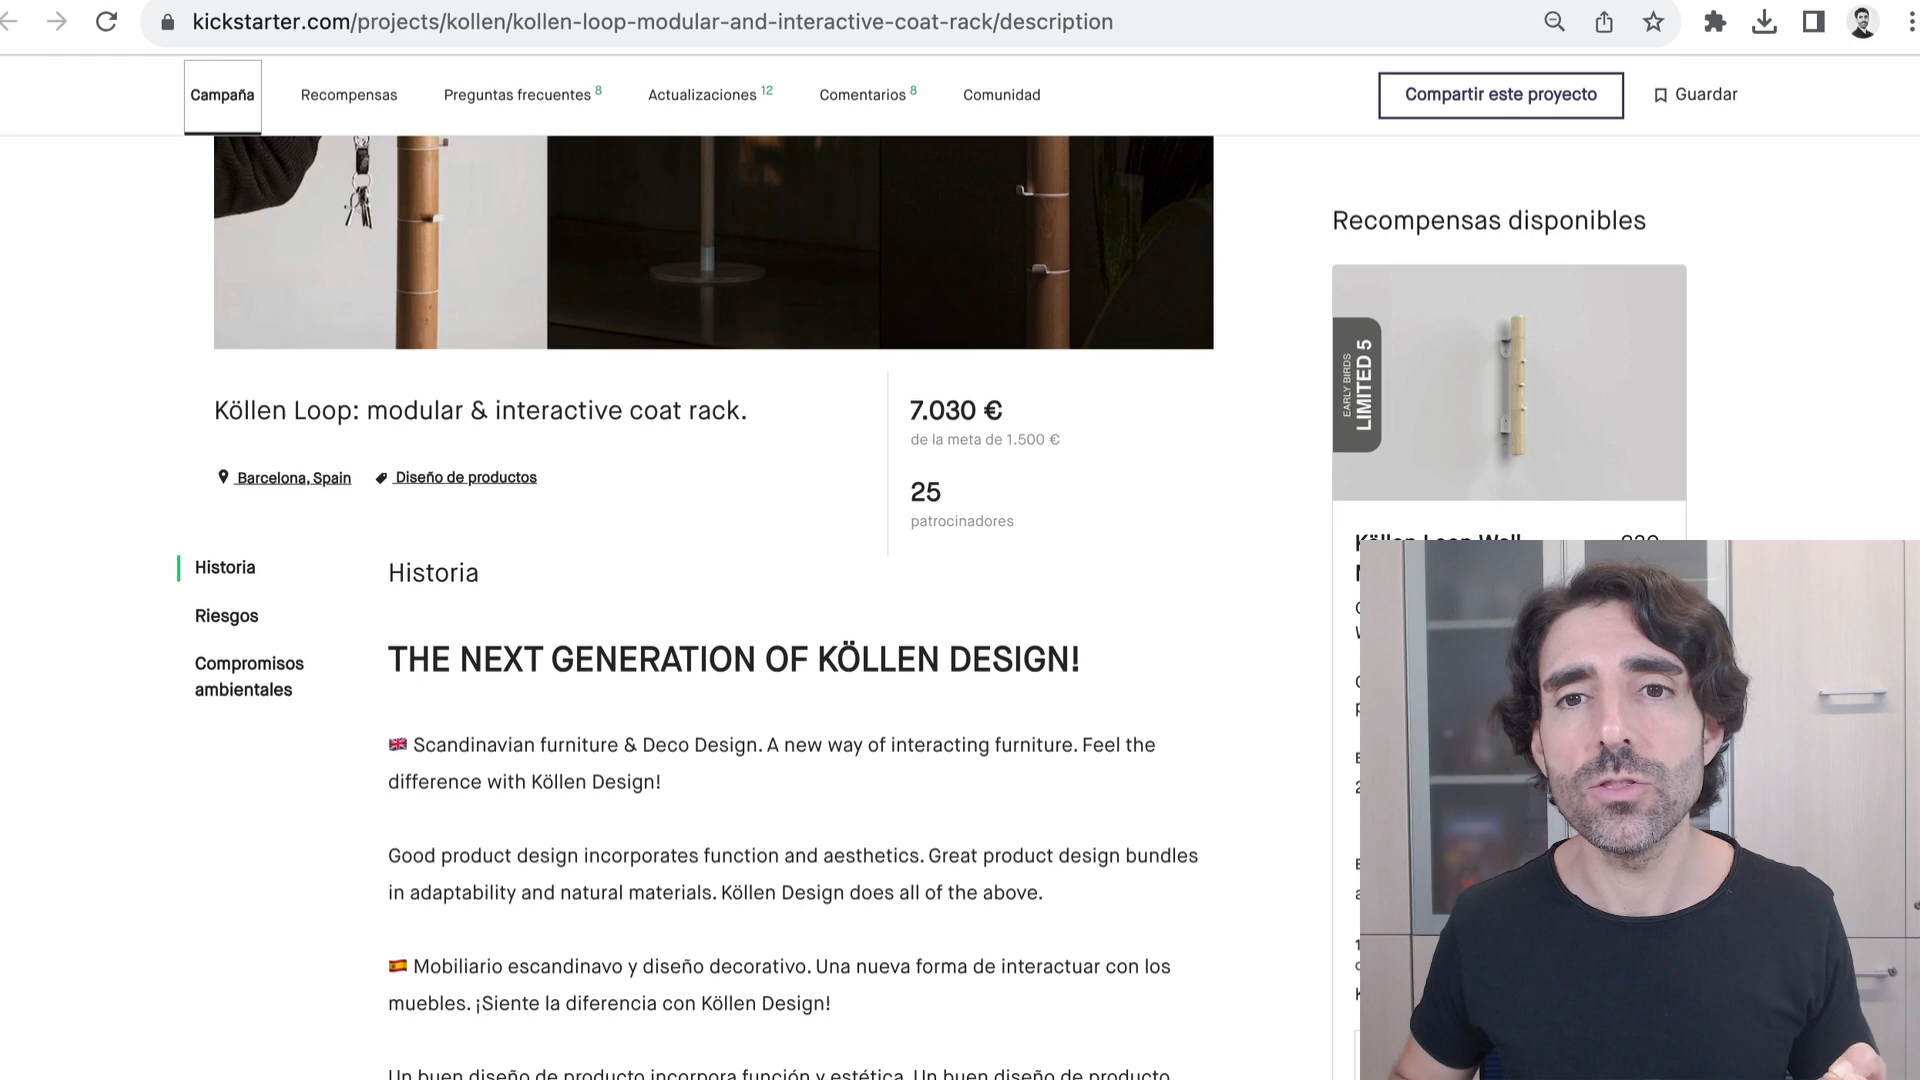 kickstarter.com/projects/kollen/kollen-loop-modular-and-interactive-coat-rack/description
Campaña
Recompensas
Preguntas frecuentes 8
Actualizaciones 12
Comentarios 8
Comunidad
Compartir este proyecto
Guardar
Recompensas disponibles
EARLY BIRDS
LIMITED 5
Köllen Loop: modular & interactive coat rack.
7.030 €
de la meta de 1.500 €
Barcelona, Spain
Diseño de productos
25
patrocinadores
Historia
Riesgos
Compromisos
ambientales
Historia
THE NEXT GENERATION OF KÖLLEN DESIGN!
🇬🇧 Scandinavian furniture & Deco Design. A new way of interacting furniture. Feel the
difference with Köllen Design!
Good product design incorporates function and aesthetics. Great product design bundles
in adaptability and natural materials. Köllen Design does all of the above.
🇪🇸 Mobiliario escandinavo y diseño decorativo. Una nueva forma de interactuar con los
muebles. ¡Siente la diferencia con Köllen Design!
Un buen diseño de producto incorpora función y estética. Un buen diseño de producto
Köllen Loop Wall